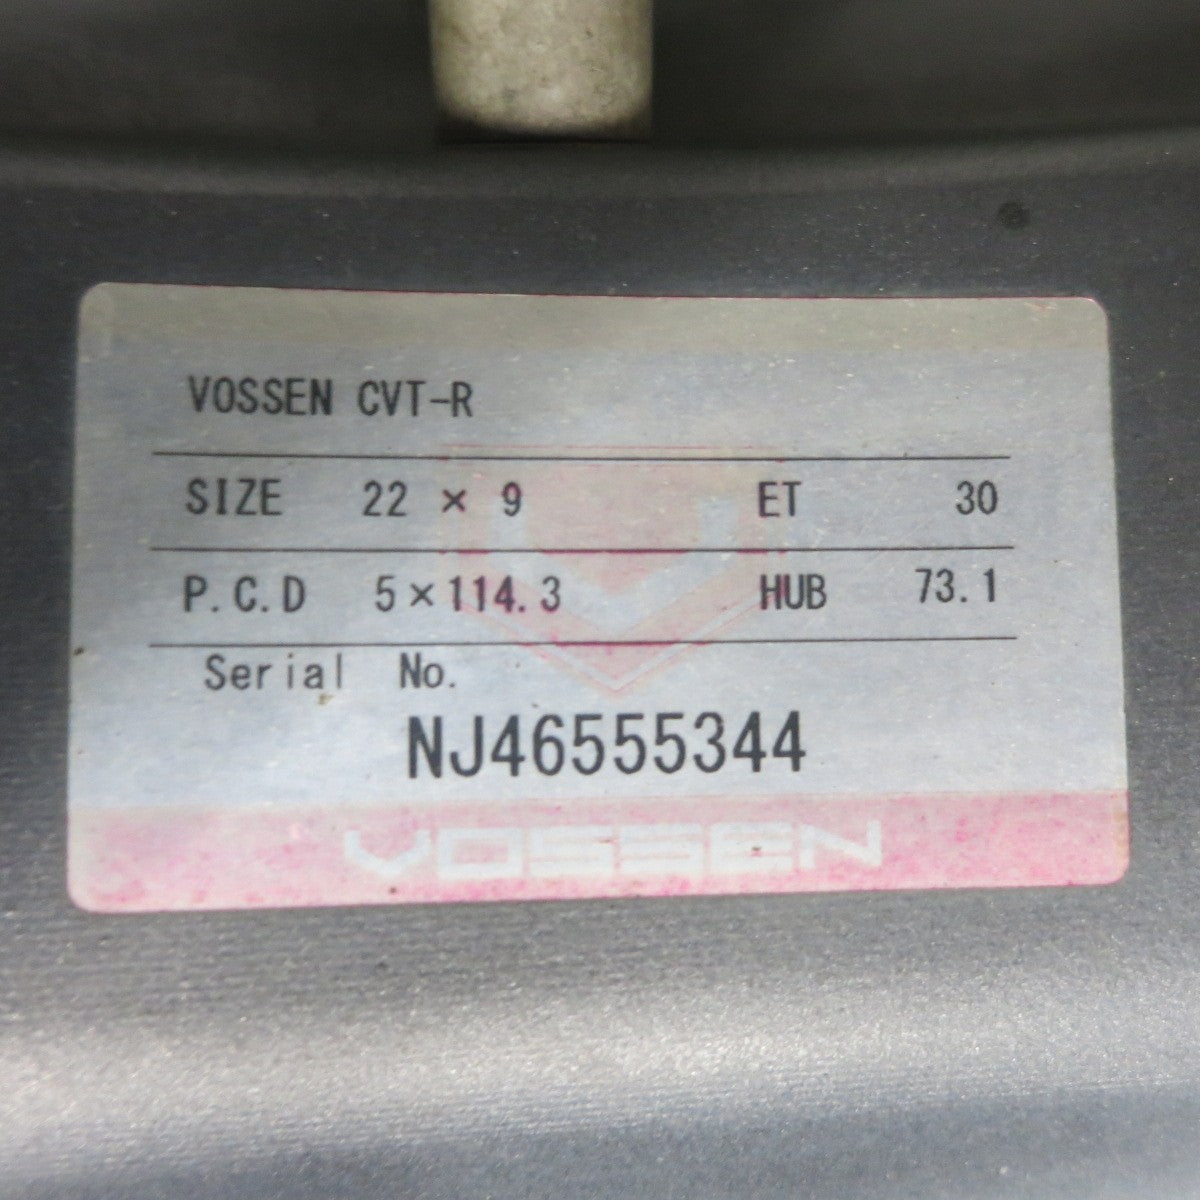 VOSSEN CVT-R
SIZE 22 × 9 ET 30
P.C.D 5×114.3 HUB 73.1
Serial No.
NJ46555344
VOSSEN